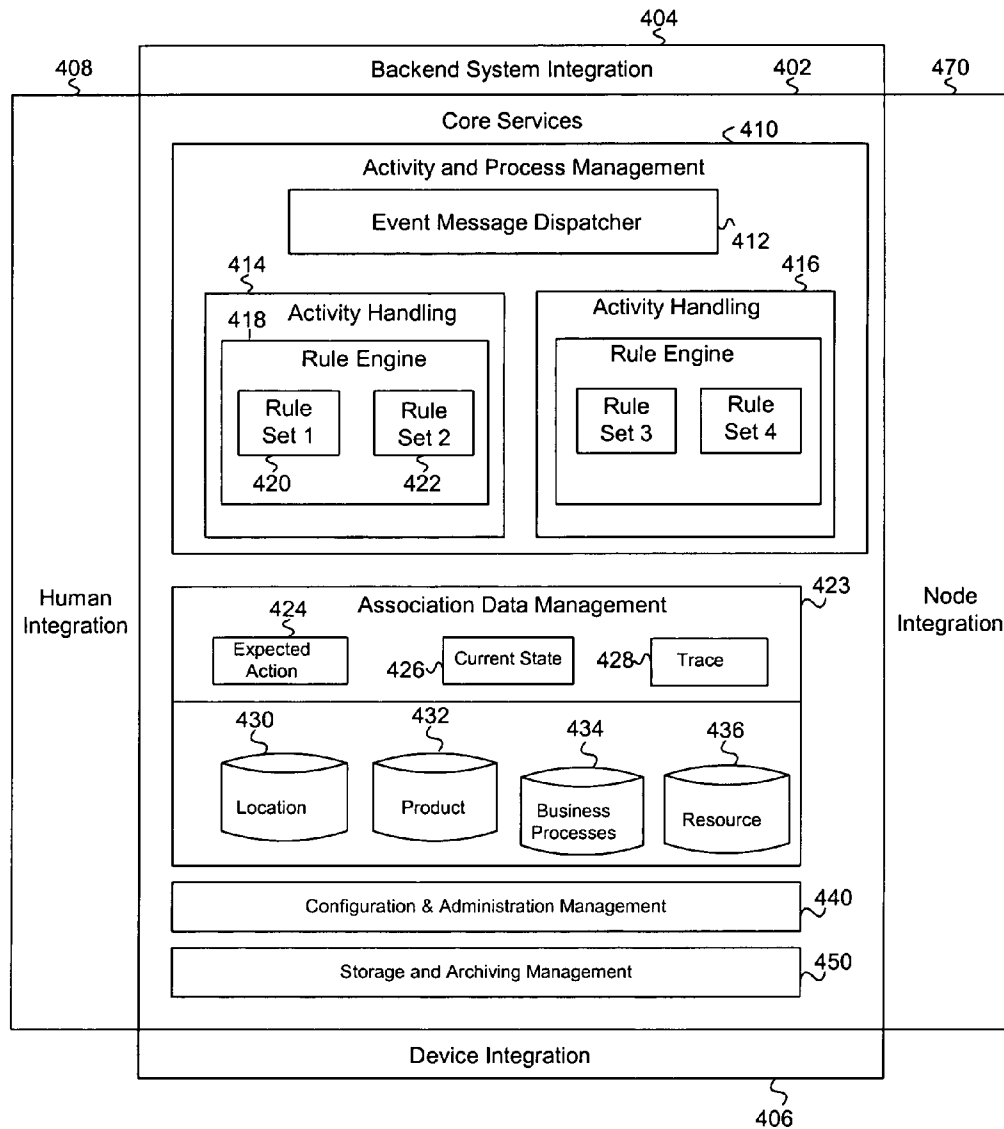 404
408
Backend System Integration
402
470
Core Services
410
Activity and Process Management
Event Message Dispatcher
412
414
416
Activity Handling
Activity Handling
418
Rule Engine
Rule Engine
Rule
Set 1
Rule
Set 2
Rule
Set 3
Rule
Set 4
420
422
Human
Integration
Node
Integration
423
Association Data Management
424
Expected
Action
426
Current State
428
Trace
430
432
434
436
Location
Product
Business
Processes
Resource
Configuration & Administration Management
440
Storage and Archiving Management
450
Device Integration
406